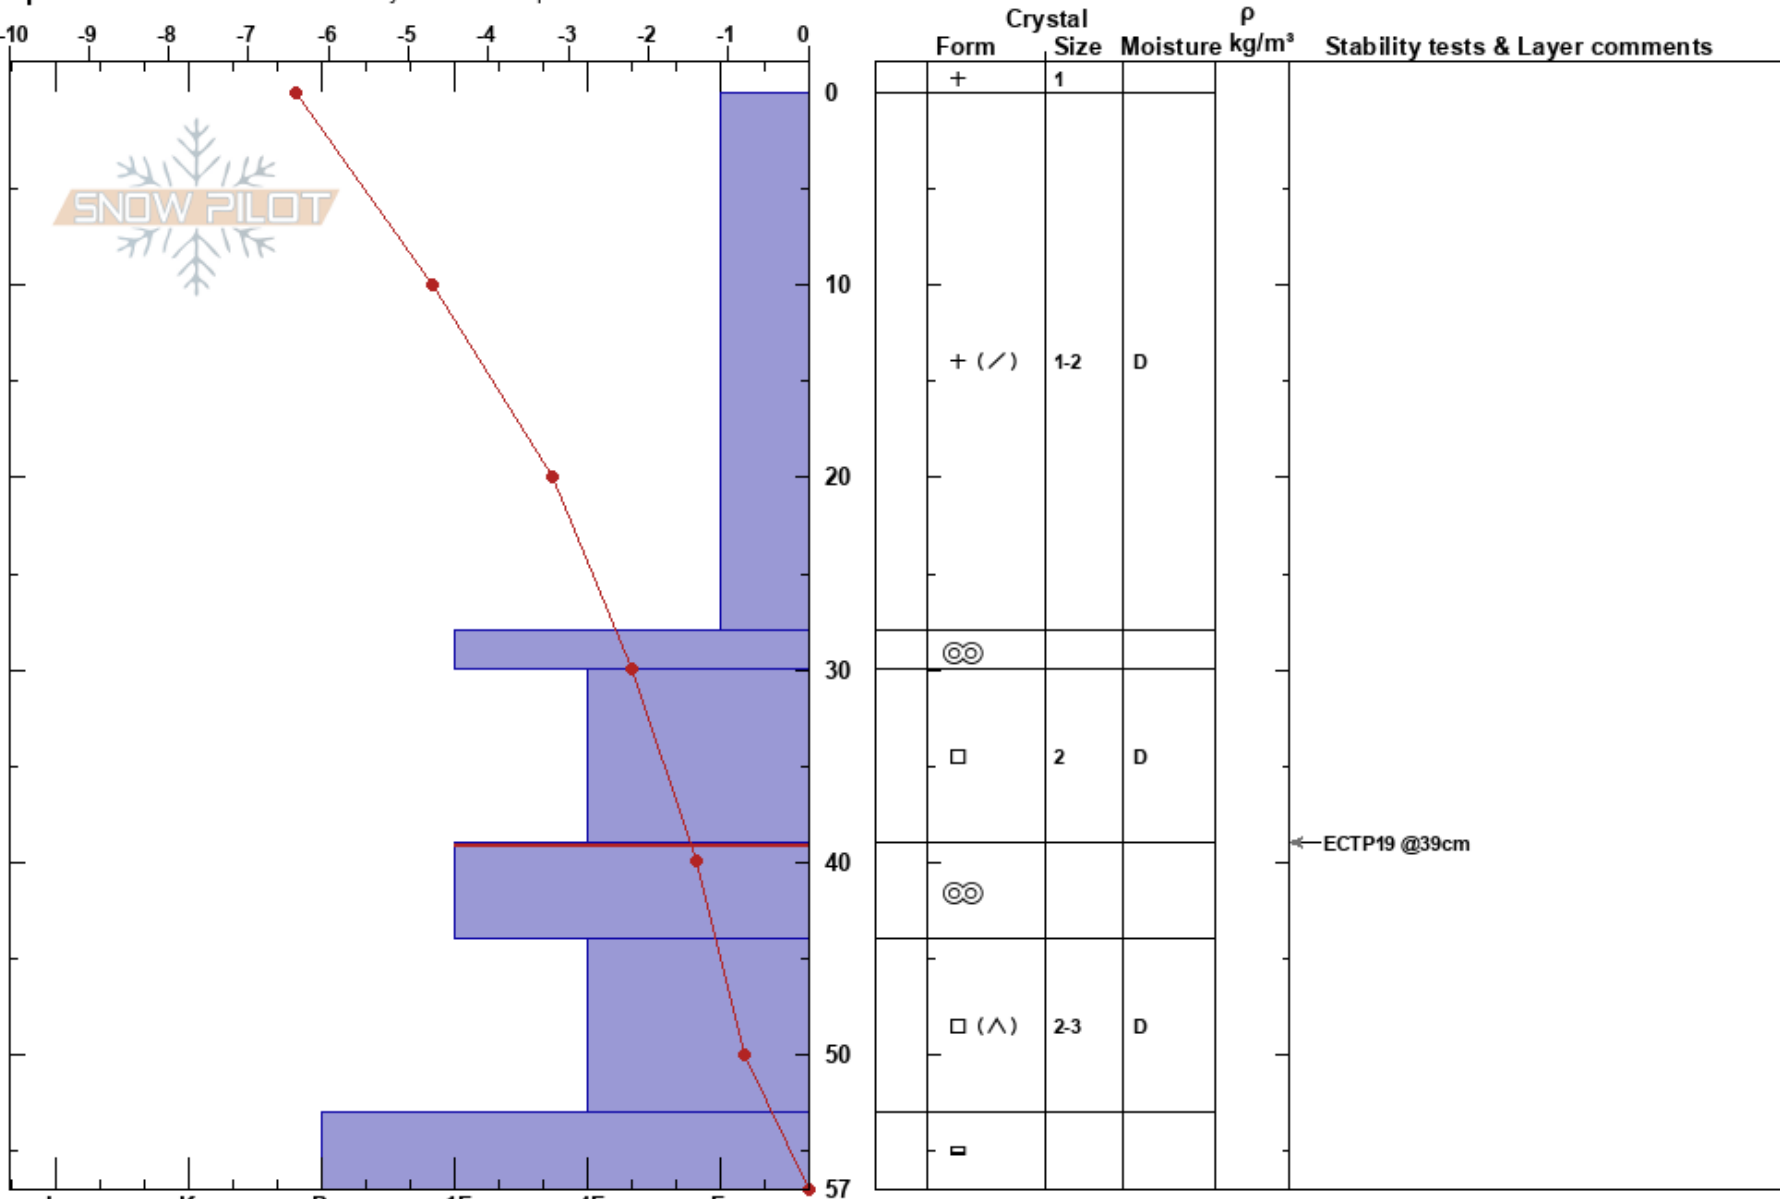 Crystal ρ
Form Size Moisture kg/m³ Stability tests & Layer comments
-10 -9 -8 -7 -6 -5 -4 -3 -2 -1 0
+ 1
0
SNOW PILOT
10
+ (/) 1-2 D
20
30
□ 2 D
ECTP19 @39cm
40
□ (∧) 2-3 D
50
57